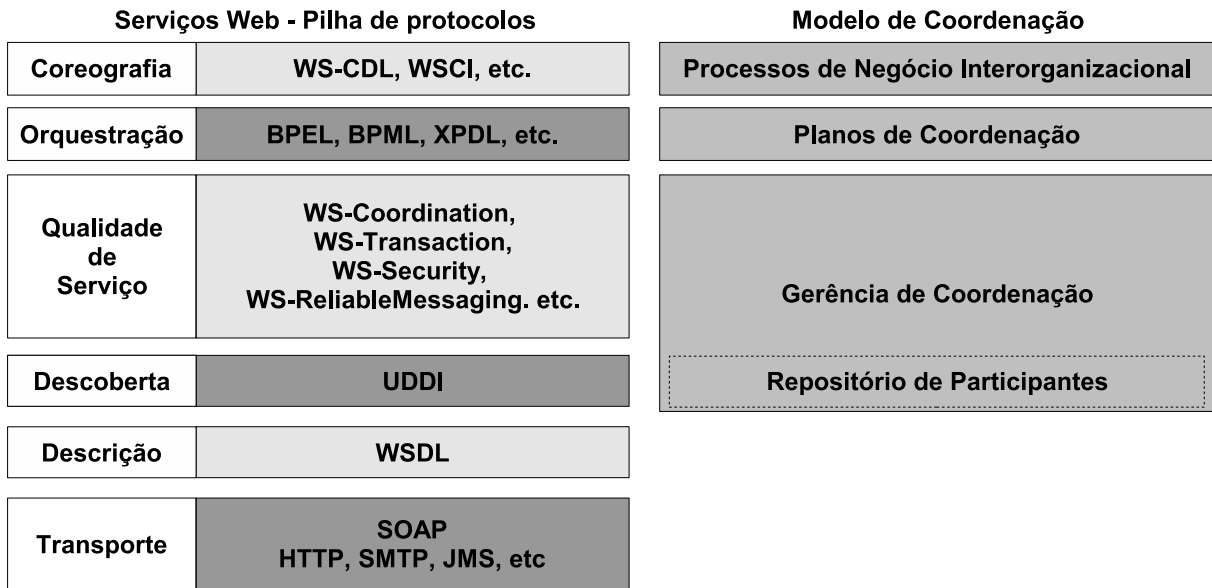 Serviços Web - Pilha de protocolos
Modelo de Coordenação
Coreografia
WS-CDL, WSCI, etc.
Processos de Negócio Interorganizacional
Orquestração
BPEL, BPML, XPDL, etc.
Planos de Coordenação
Qualidade
de
Serviço
WS-Coordination,
WS-Transaction,
WS-Security,
WS-ReliableMessaging. etc.
Gerência de Coordenação
Descoberta
UDDI
Repositório de Participantes
Descrição
WSDL
Transporte
SOAP
HTTP, SMTP, JMS, etc